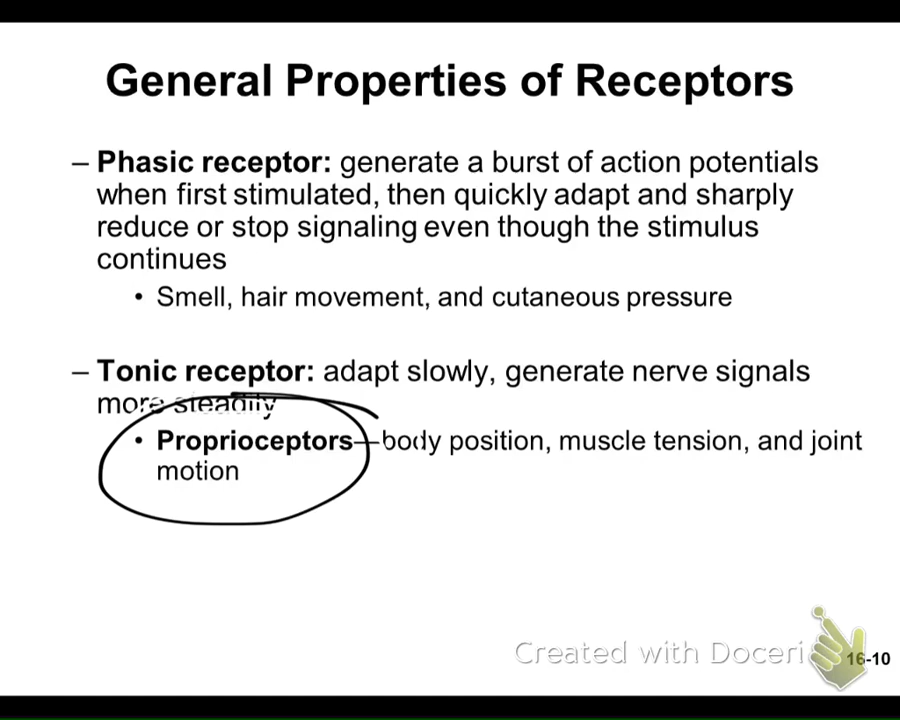 General Properties of Receptors
– Phasic receptor: generate a burst of action potentials
when first stimulated, then quickly adapt and sharply
reduce or stop signaling even though the stimulus
continues
• Smell, hair movement, and cutaneous pressure
– Tonic receptor: adapt slowly, generate nerve signals
more steadily
• Proprioceptors—body position, muscle tension, and joint
motion
Created with Doceri
16-10